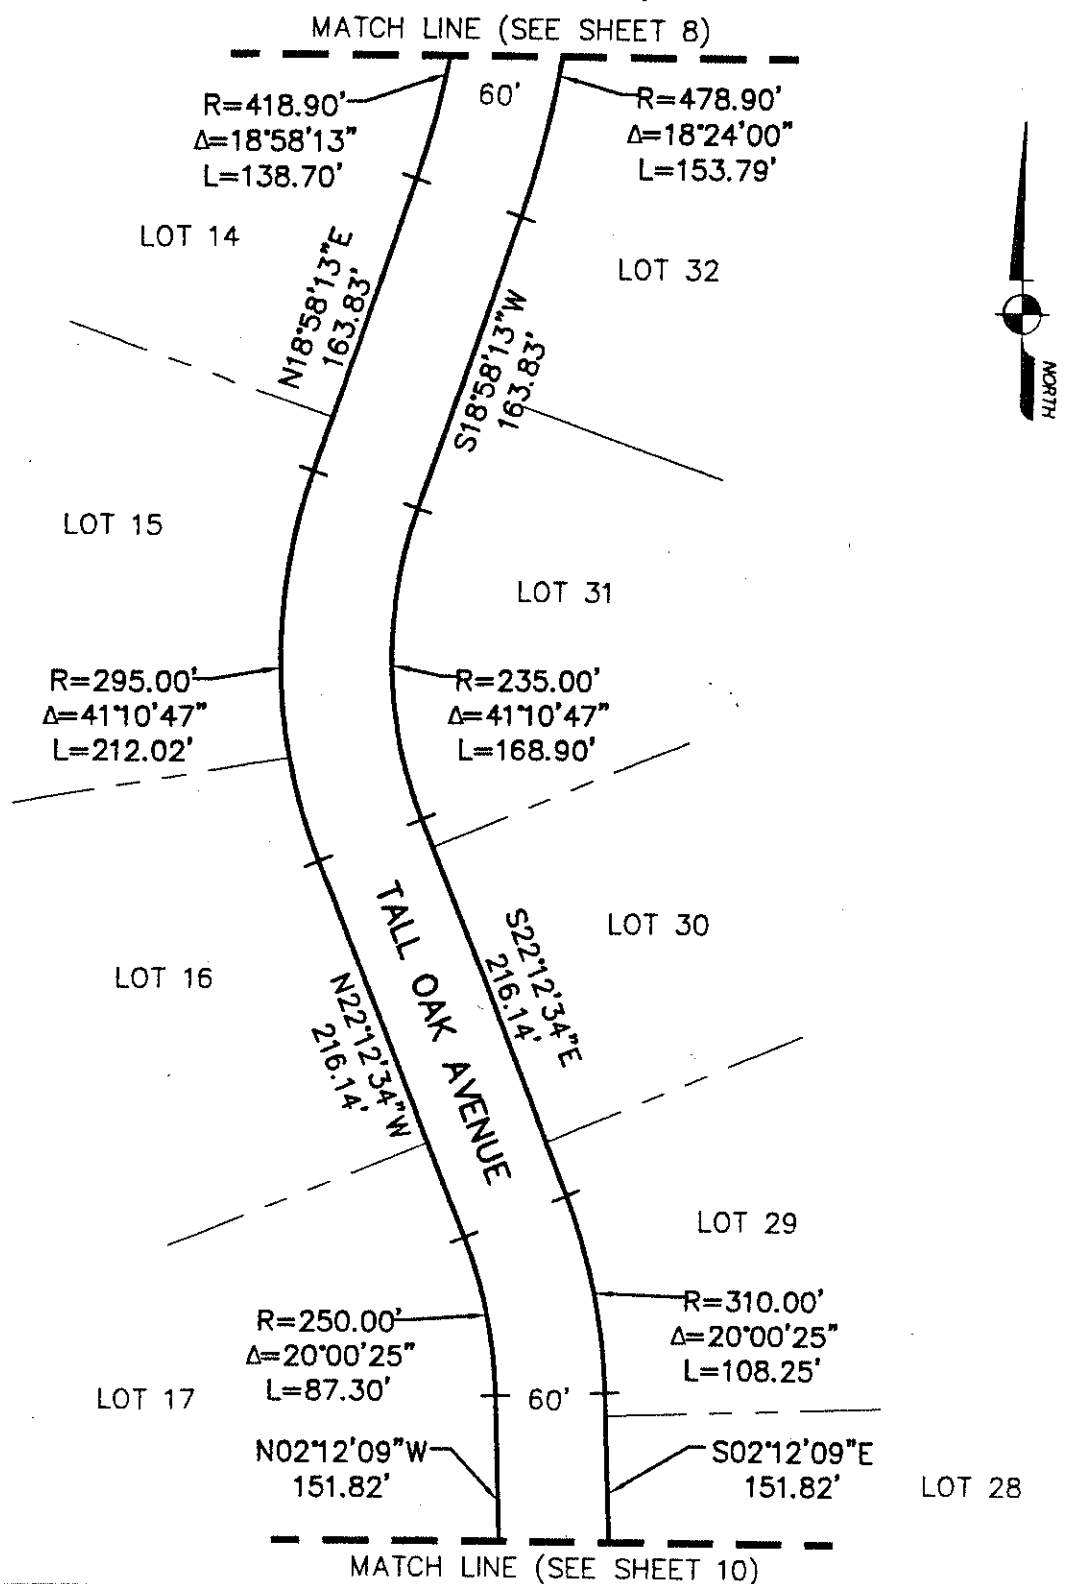 MATCH LINE (SEE SHEET 8)
60'
R=418.90'
Δ=18°58'13"
L=138.70'
R=478.90'
Δ=18°24'00"
L=153.79'
LOT 14
LOT 32
N18°58'13"E
163.83'
S18°58'13"W
163.83'
NORTH
LOT 15
LOT 31
R=295.00'
Δ=41°10'47"
L=212.02'
R=235.00'
Δ=41°10'47"
L=168.90'
TALL OAK AVENUE
LOT 30
S22°12'34"E
216.14'
LOT 16
N22°12'34"W
216.14'
LOT 29
R=250.00'
Δ=20°00'25"
L=87.30'
R=310.00'
Δ=20°00'25"
L=108.25'
LOT 17
60'
N02°12'09"W
151.82'
S02°12'09"E
151.82'
LOT 28
MATCH LINE (SEE SHEET 10)